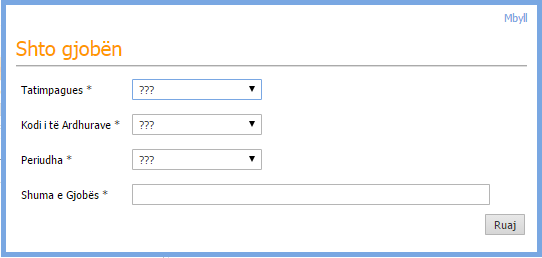 Mbyll
Shto gjobën
Tatimpagues * ???
Kodi i të Ardhurave * ???
Periudha * ???
Shuma e Gjobës *
Ruaj